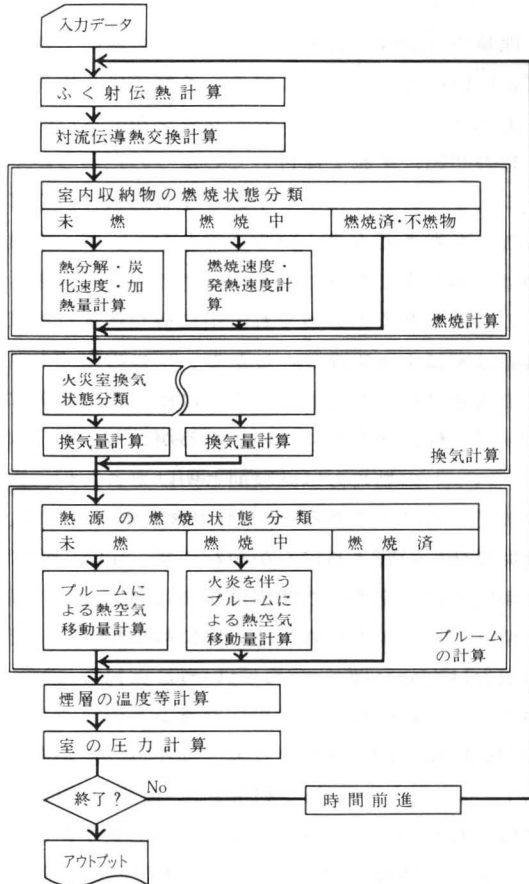 入力データ
ふく射伝熱計算
対流伝導熱交換計算
室内収納物の燃焼状態分類
未燃
燃焼中
燃焼済・不燃物
熱分解・炭
化速度・加
熱量計算
燃焼速度・
発熱速度計
算
燃焼計算
火災室換気
状態分類
換気量計算
換気量計算
換気計算
熱源の燃焼状態分類
未燃
燃焼中
燃焼済
プルームに
よる熱空気
移動量計算
火炎を伴う
プルームに
よる熱空気
移動量計算
プルーム
の計算
煙層の温度等計算
室の圧力計算
終了?
No
時間前進
アウトプット